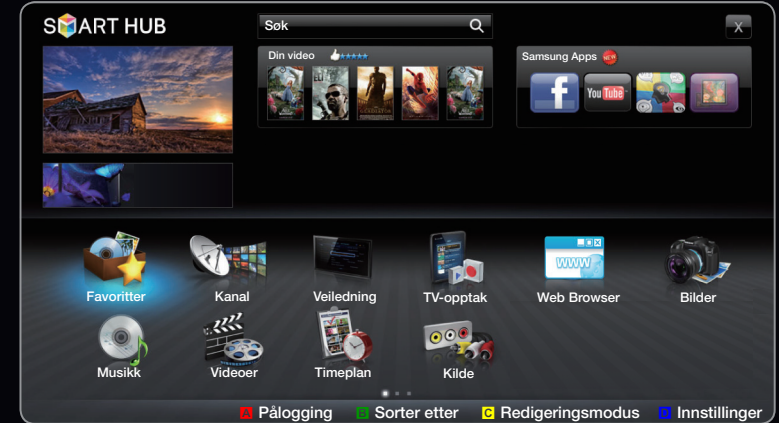 SMART HUB
Søk
X
Din video
Samsung Apps NEW
You Tube
WWW
Favoritter
Kanal
Veiledning
TV-opptak
Web Browser
Bilder
Musikk
Videoer
Timeplan
Kilde
A Pålogging
B Sorter etter
C Redigeringsmodus
D Innstillinger